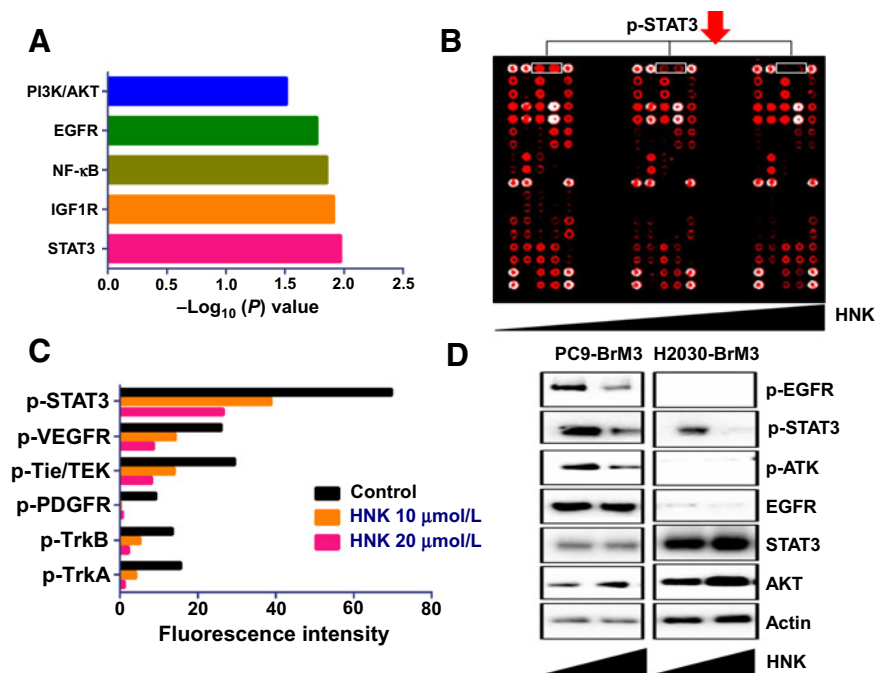 A
PI3K/AKT
EGFR
NF-κB
IGF1R
STAT3
0.0 0.5 1.0 1.5 2.0 2.5
–Log10 (P) value
B
p-STAT3
HNK
C
p-STAT3
p-VEGFR
p-Tie/TEK
p-PDGFR
p-TrkB
p-TrkA
Control
HNK 10 μmol/L
HNK 20 μmol/L
0 20 40 60 80
Fluorescence intensity
D
PC9-BrM3 H2030-BrM3
p-EGFR
p-STAT3
p-ATK
EGFR
STAT3
AKT
Actin
HNK